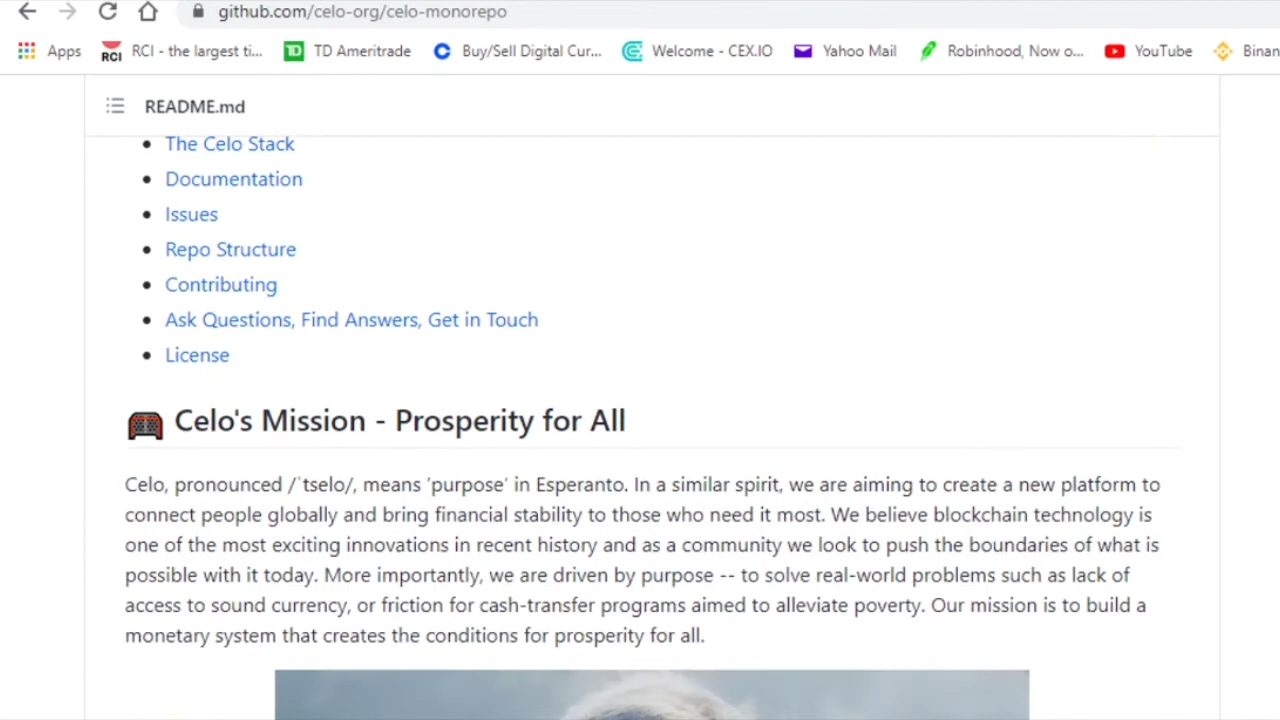 github.com/celo-org/celo-monorepo
Apps RCI RCI - the largest ti... TD TD Ameritrade Buy/Sell Digital Cur... Welcome - CEX.IO Yahoo Mail Robinhood, Now o... YouTube Binan
README.md
The Celo Stack
Documentation
Issues
Repo Structure
Contributing
Ask Questions, Find Answers, Get in Touch
License
Celo's Mission - Prosperity for All
Celo, pronounced /ˈtselo/, means ‘purpose’ in Esperanto. In a similar spirit, we are aiming to create a new platform to
connect people globally and bring financial stability to those who need it most. We believe blockchain technology is
one of the most exciting innovations in recent history and as a community we look to push the boundaries of what is
possible with it today. More importantly, we are driven by purpose -- to solve real-world problems such as lack of
access to sound currency, or friction for cash-transfer programs aimed to alleviate poverty. Our mission is to build a
monetary system that creates the conditions for prosperity for all.